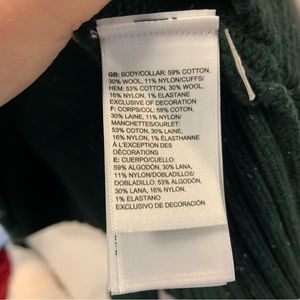 GB: BODY/COLLAR: 59% COTTON,
30% WOOL, 11% NYLON/CUFFS/
HEM: 53% COTTON, 30% WOOL,
16% NYLON, 1% ELASTANE
EXCLUSIVE OF DECORATION
F: CORPS/COL: 59% COTON,
30% LAINE, 11% NYLON/
MANCHETTES/OURLET:
53% COTON, 30% LAINE,
16% NYLON, 1% ÉLASTHANNE
À L'EXCEPTION DES
DÉCORATIONS
E: CUERPO/CUELLO:
59% ALGODÓN, 30% LANA,
11% NYLON/DOBLADILLOS/
DOBLADILLO: 53% ALGODÓN,
30% LANA, 16% NYLON,
1% ELASTANO
EXCLUSIVO DE DECORACIÓN